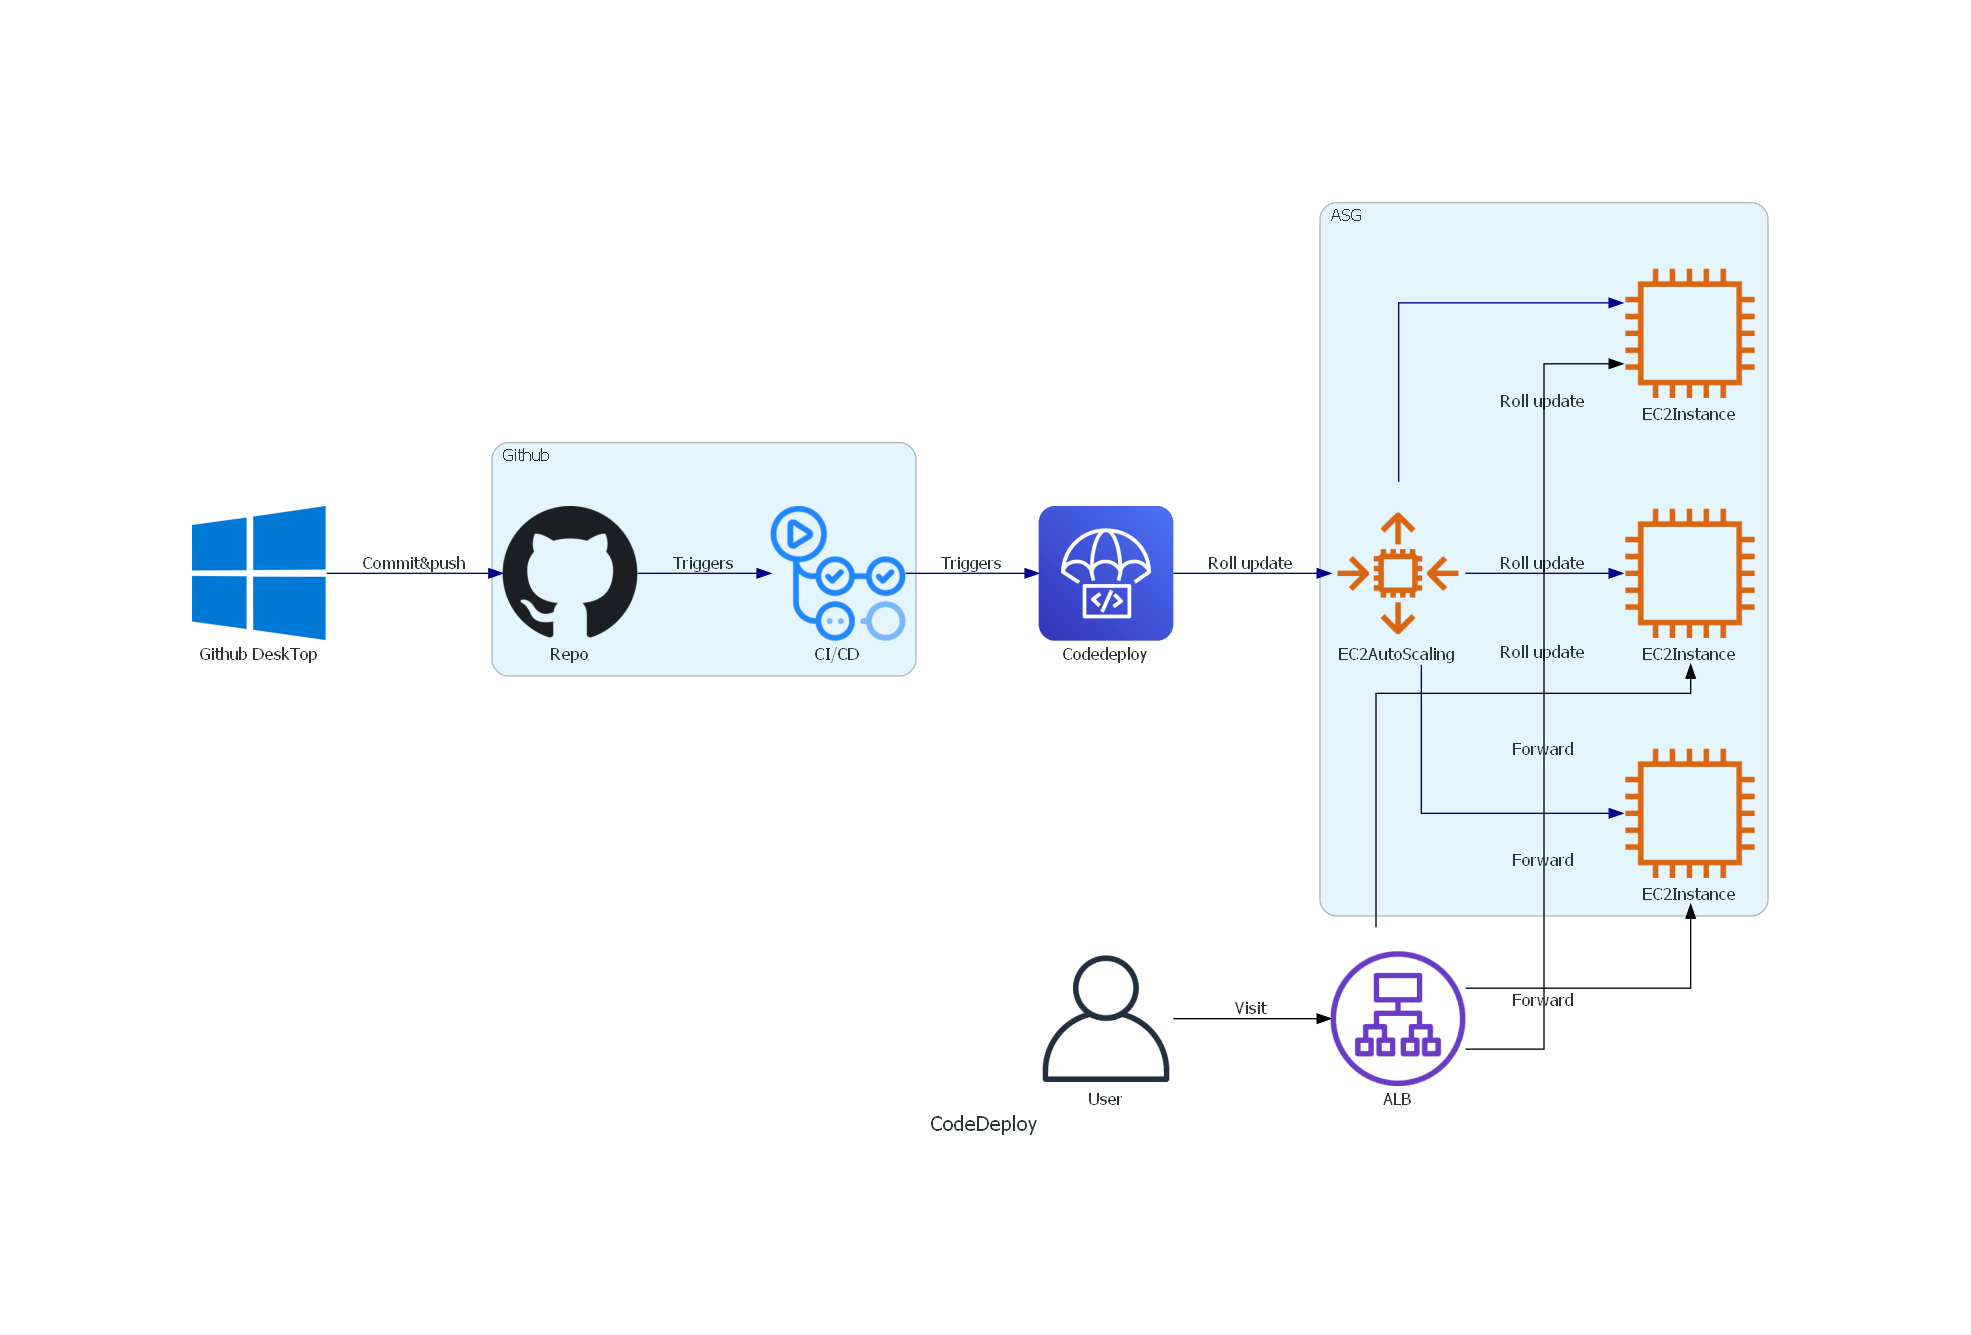 ASG
Roll update
EC2Instance
Github
Commit&push
Triggers
Triggers
Roll update
Roll update
Github DeskTop
Repo
CI/CD
Codedeploy
EC2AutoScaling
Roll update
EC2Instance
Forward
Forward
EC2Instance
Visit
Forward
User
ALB
CodeDeploy